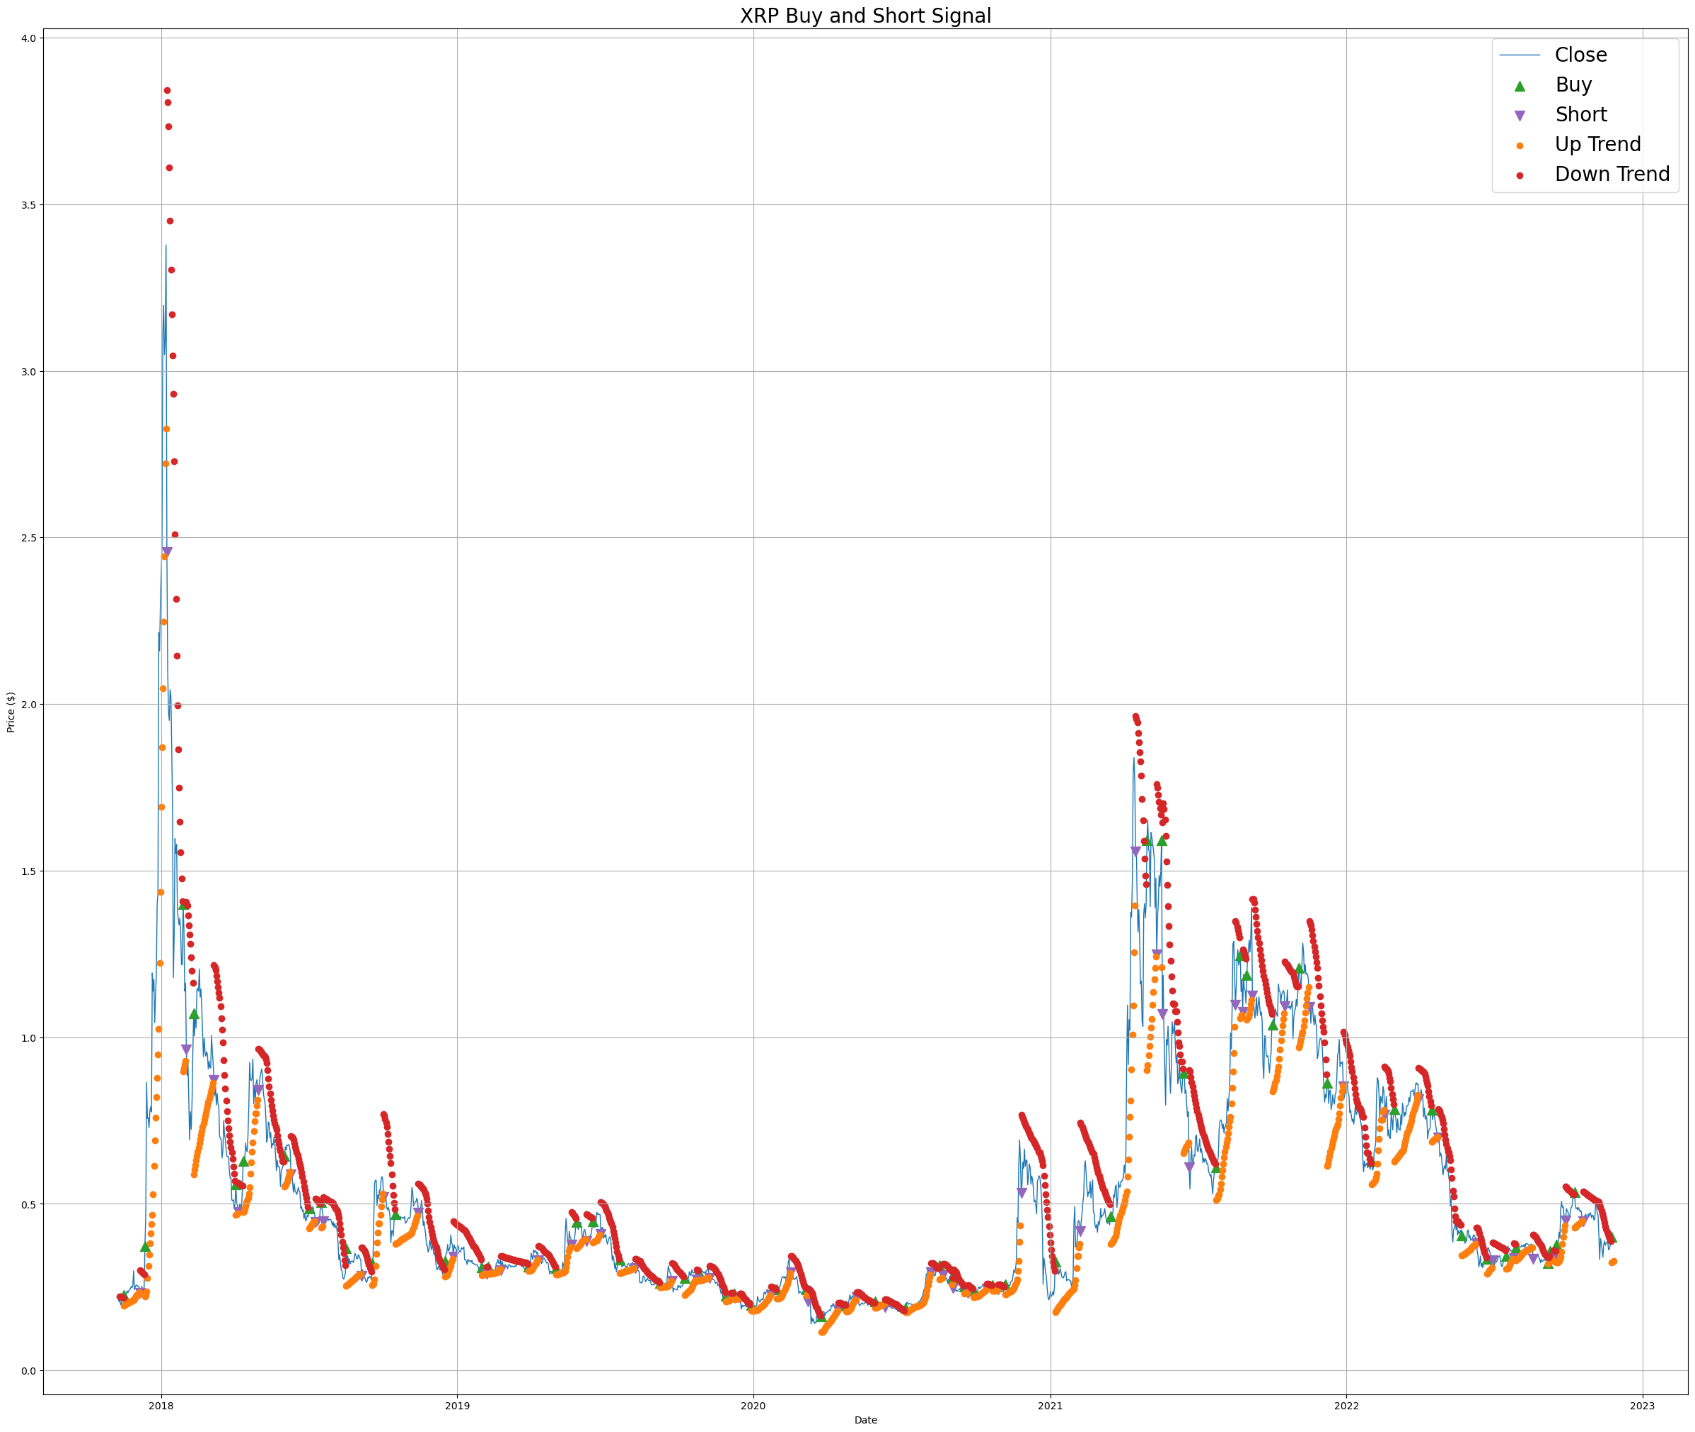 XRP Buy and Short Signal
Close
Buy
Short
Up Trend
Down Trend
4.0
3.5
3.0
2.5
2.0
1.5
1.0
0.5
0.0
Price ($)
2018 2019 2020 2021 2022 2023
Date